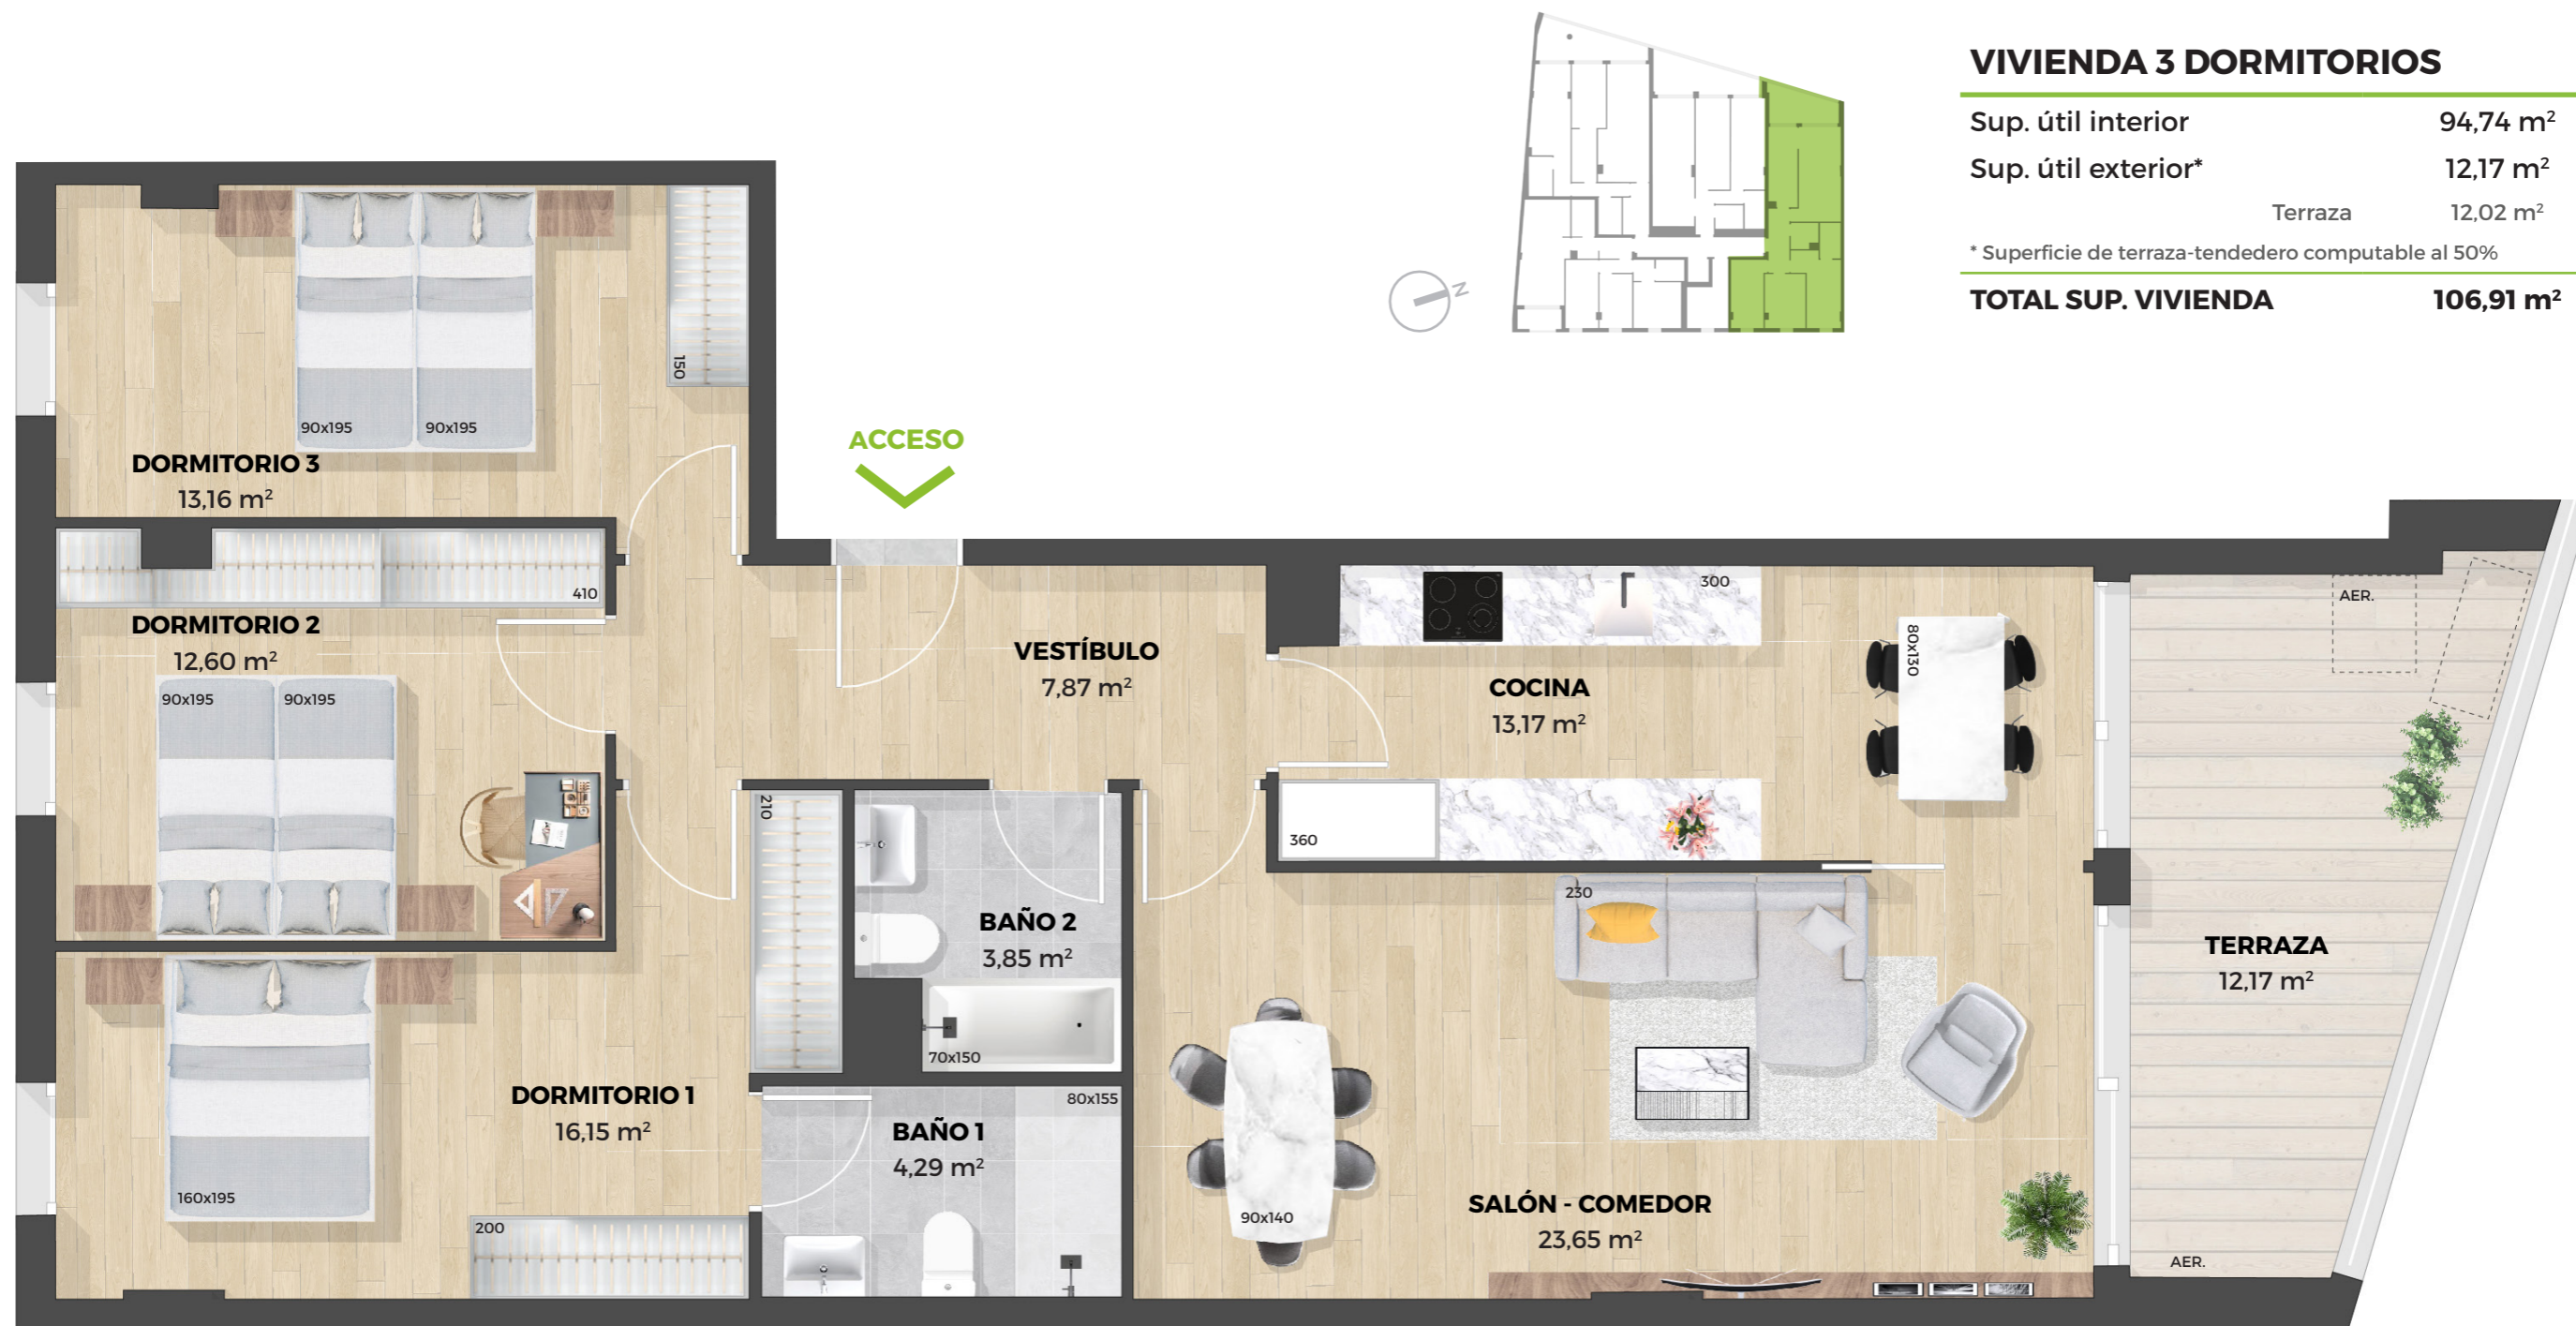 VIVIENDA 3 DORMITORIOS
Sup. útil interior 94,74 m²
Sup. útil exterior* 12,17 m²
Terraza 12,02 m²
* Superficie de terraza-tendedero computable al 50%
TOTAL SUP. VIVIENDA 106,91 m²
N
ACCESO
150
90x195 90x195
DORMITORIO 3
13,16 m²
410
DORMITORIO 2
12,60 m²
90x195 90x195
VESTÍBULO
7,87 m²
300
COCINA
13,17 m²
80x130
360
AER.
210
BAÑO 2
3,85 m²
70x150
230
TERRAZA
12,17 m²
DORMITORIO 1
16,15 m²
160x195
200
80x155
BAÑO 1
4,29 m²
90x140
SALÓN - COMEDOR
23,65 m²
AER.